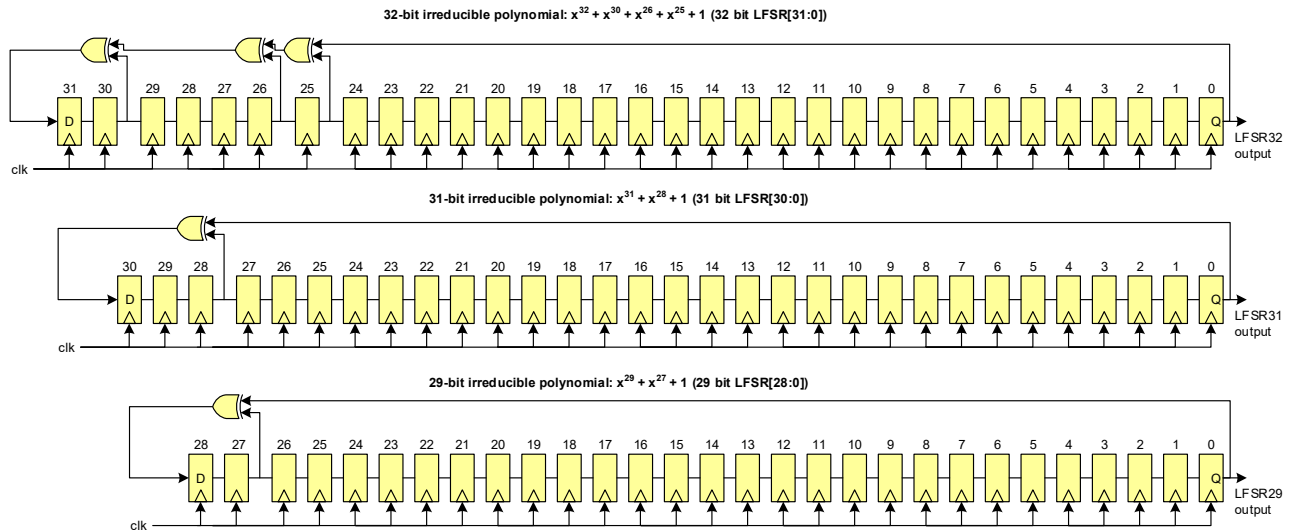 32-bit irreducible polynomial: x³² + x³⁰ + x²⁶ + x²⁵ + 1 (32 bit LFSR[31:0])
31 30 29 28 27 26 25 24 23 22 21 20 19 18 17 16 15 14 13 12 11 10 9 8 7 6 5 4 3 2 1 0
D Q
LFSR32
output
clk
31-bit irreducible polynomial: x³¹ + x²⁸ + 1 (31 bit LFSR[30:0])
30 29 28 27 26 25 24 23 22 21 20 19 18 17 16 15 14 13 12 11 10 9 8 7 6 5 4 3 2 1 0
D Q
LFSR31
output
clk
29-bit irreducible polynomial: x²⁹ + x²⁷ + 1 (29 bit LFSR[28:0])
28 27 26 25 24 23 22 21 20 19 18 17 16 15 14 13 12 11 10 9 8 7 6 5 4 3 2 1 0
D Q
LFSR29
output
clk